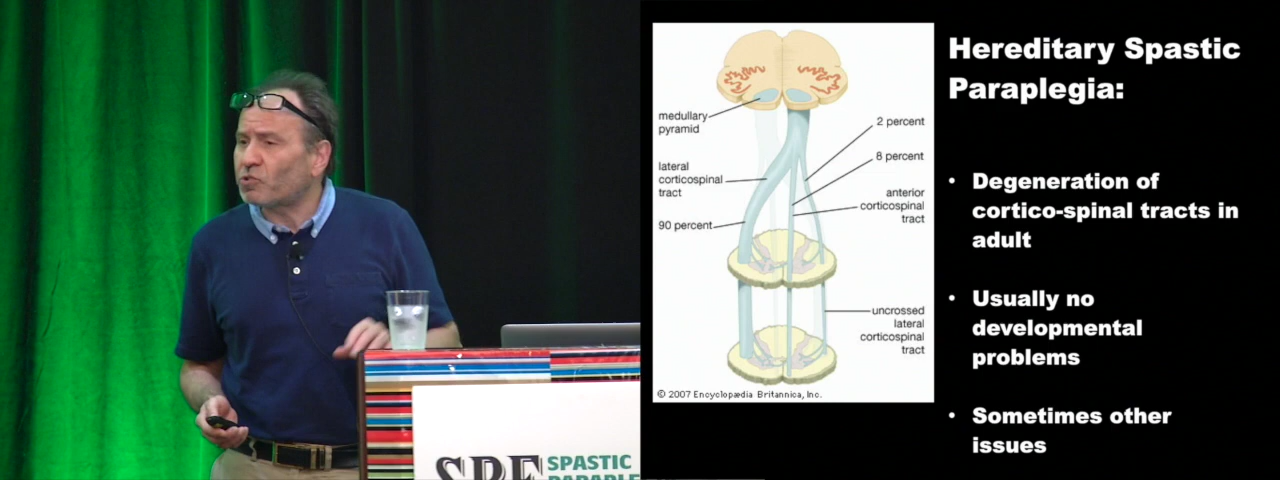 Hereditary Spastic
Paraplegia:
medullary
pyramid
2 percent
8 percent
lateral
corticospinal
tract
anterior
corticospinal
tract
90 percent
uncrossed
lateral
corticospinal
tract
© 2007 Encyclopædia Britannica, Inc.
• Degeneration of
cortico-spinal tracts in
adult
• Usually no
developmental
problems
• Sometimes other
issues
SPF SPASTIC